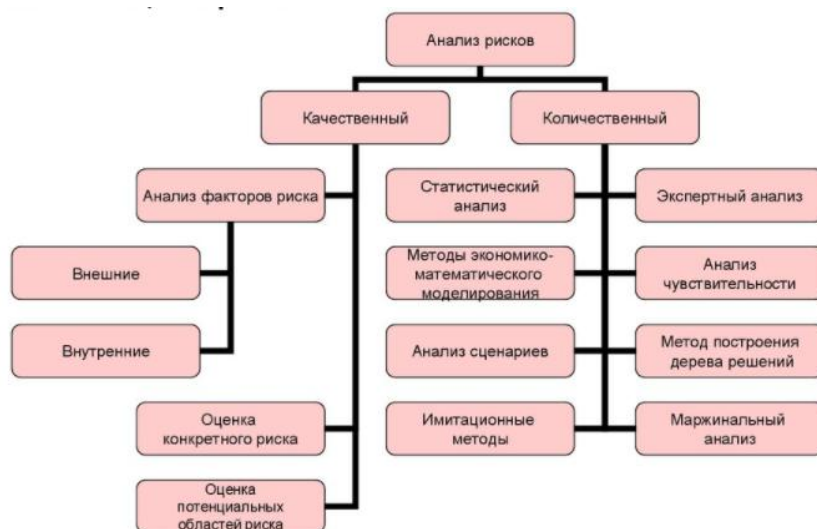 Анализ рисков
Качественный
Количественный
Анализ факторов риска
Статистический
анализ
Экспертный анализ
Внешние
Методы экономико-
математического
моделирования
Анализ
чувствительности
Внутренние
Анализ сценариев
Метод построения
дерева решений
Оценка
конкретного риска
Имитационные
методы
Маржинальный
анализ
Оценка
потенциальных
областей риска